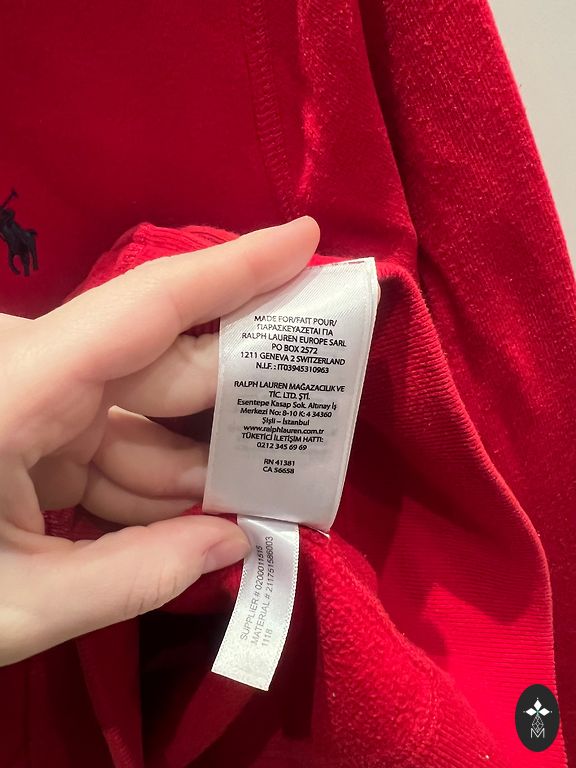 MADE FOR/FAIT POUR/
ΠΑΡΑΣΚΕΥΑΖΕΤΑΙ ΓΙΑ
RALPH LAUREN EUROPE SARL
PO BOX 2572
1211 GENEVA 2 SWITZERLAND
N.I.F. : IT03945310963
RALPH LAUREN MAĞAZACILIK VE
TİC. LTD. ŞTİ.
Esentepe Kasap Sok. Altınay İş
Merkezi No: 8-10 K: 4 34360
Şişli – İstanbul
www.ralphlauren.com.tr
TÜKETİCİ İLETİŞİM HATTI:
0212 345 69 69
RN 41381
CA 56658
SUPPLIER # 0200011515
MATERIAL # 211751586003
1118
M